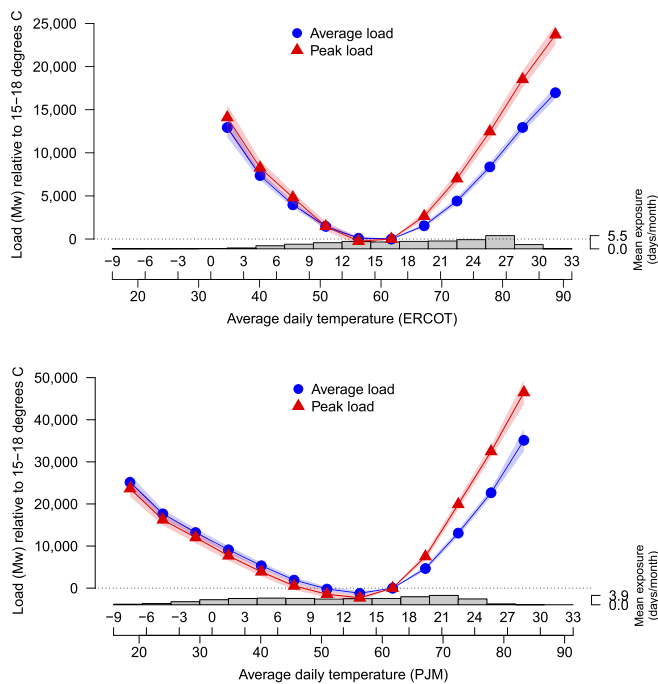 Load (Mw) relative to 15−18 degrees C
25,000
20,000
15,000
10,000
5,000
0
Average load
Peak load
Mean exposure
(days/month)
5.5
0.0
−9 −6 −3 0 3 6 9 12 15 18 21 24 27 30 33
20 30 40 50 60 70 80 90
Average daily temperature (ERCOT)
Load (Mw) relative to 15−18 degrees C
50,000
40,000
30,000
20,000
10,000
0
Average load
Peak load
Mean exposure
(days/month)
3.9
0.0
−9 −6 −3 0 3 6 9 12 15 18 21 24 27 30 33
20 30 40 50 60 70 80 90
Average daily temperature (PJM)